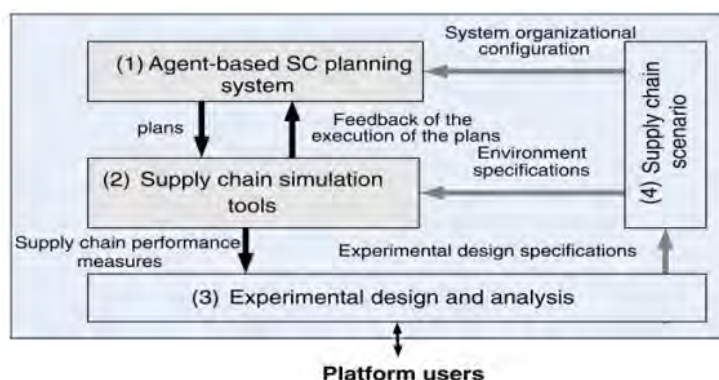 System organizational
configuration
(1) Agent-based SC planning
system
plans
Feedback of the
execution of the plans
Environment
specifications
(4) Supply chain
scenario
(2) Supply chain simulation
tools
Supply chain performance
measures
Experimental design specifications
(3) Experimental design and analysis
Platform users